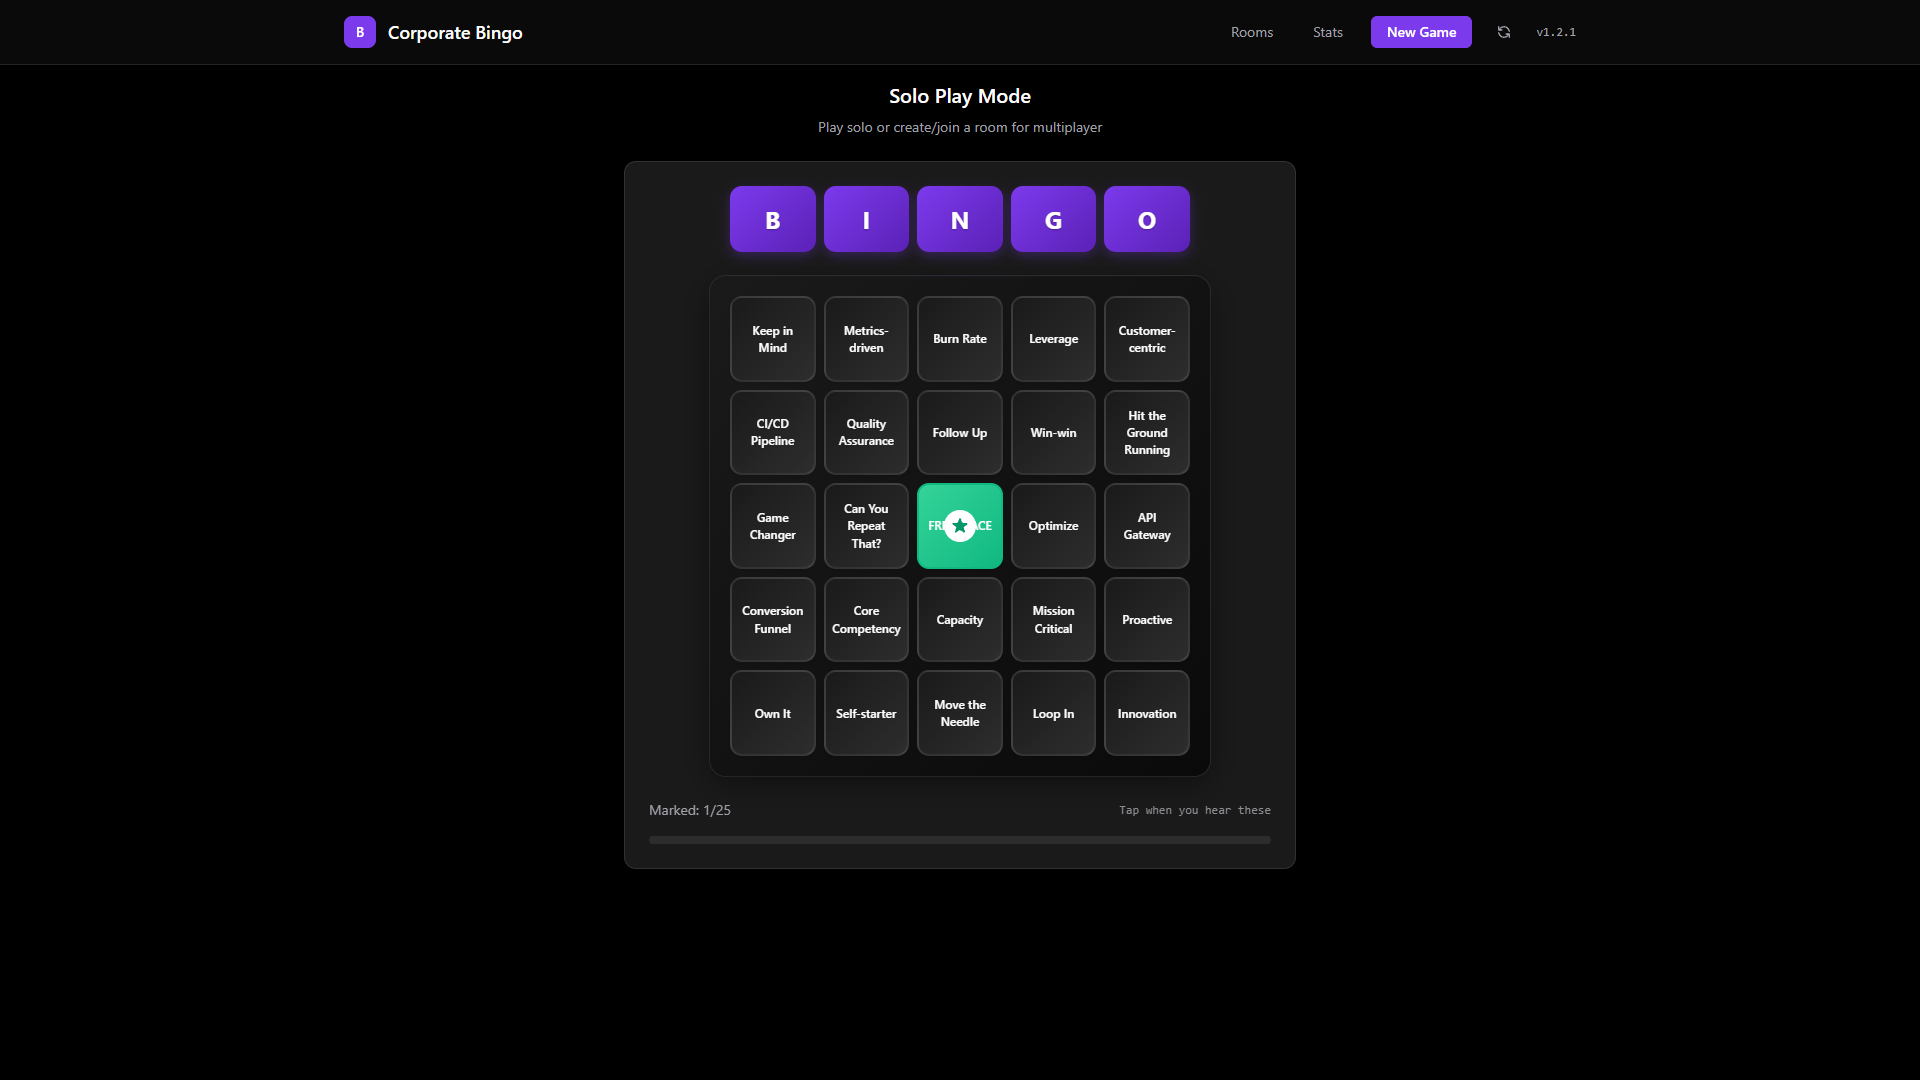 B Corporate Bingo Rooms Stats New Game v1.2.1
Solo Play Mode
Play solo or create/join a room for multiplayer
B I N G O
Keep in
Mind
Metrics-
driven
Burn Rate
Leverage
Customer-
centric
CI/CD
Pipeline
Quality
Assurance
Follow Up
Win-win
Hit the
Ground
Running
Game
Changer
Can You
Repeat
That?
Optimize
API
Gateway
Conversion
Funnel
Core
Competency
Capacity
Mission
Critical
Proactive
Own It
Self-starter
Move the
Needle
Loop In
Innovation
Marked: 1/25
Tap when you hear these